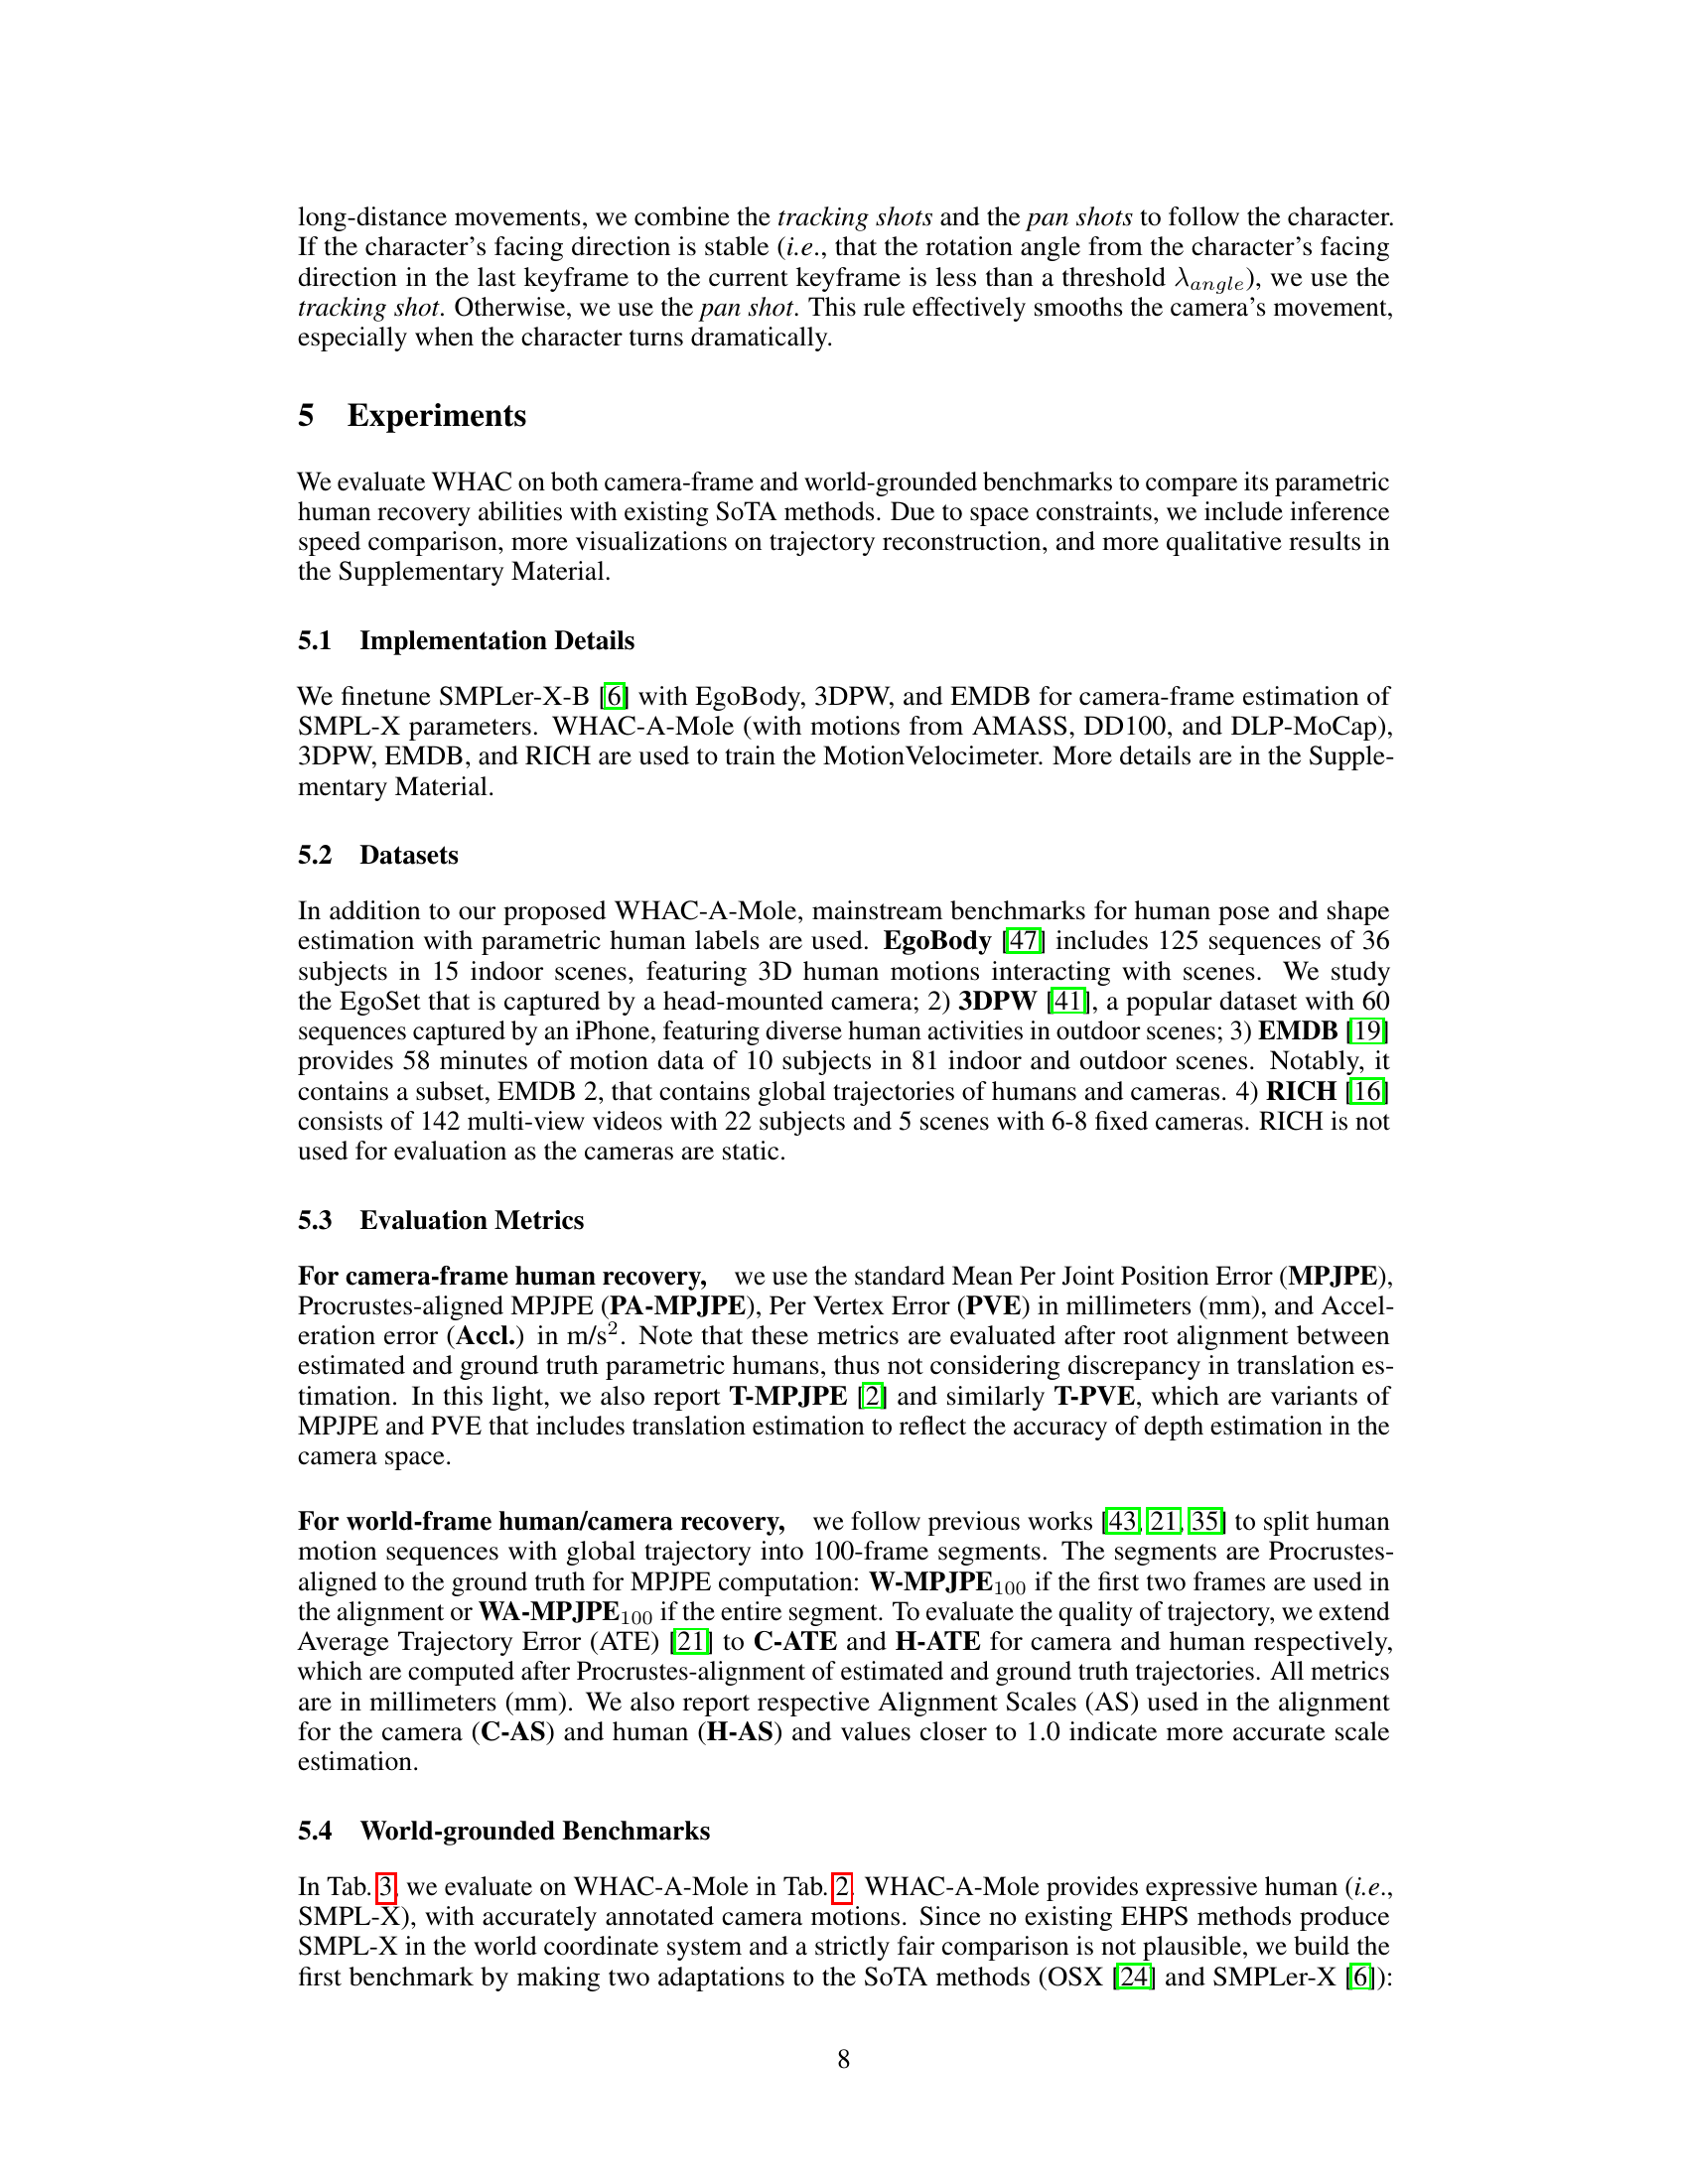 long-distance movements, we combine the tracking shots and the pan shots to follow the character.
If the character's facing direction is stable (i.e., that the rotation angle from the character's facing
direction in the last keyframe to the current keyframe is less than a threshold λangle), we use the
tracking shot. Otherwise, we use the pan shot. This rule effectively smooths the camera's movement,
especially when the character turns dramatically.
5 Experiments
We evaluate WHAC on both camera-frame and world-grounded benchmarks to compare its parametric
human recovery abilities with existing SoTA methods. Due to space constraints, we include inference
speed comparison, more visualizations on trajectory reconstruction, and more qualitative results in
the Supplementary Material.
5.1 Implementation Details
We finetune SMPLer-X-B [6] with EgoBody, 3DPW, and EMDB for camera-frame estimation of
SMPL-X parameters. WHAC-A-Mole (with motions from AMASS, DD100, and DLP-MoCap),
3DPW, EMDB, and RICH are used to train the MotionVelocimeter. More details are in the Supple-
mentary Material.
5.2 Datasets
In addition to our proposed WHAC-A-Mole, mainstream benchmarks for human pose and shape
estimation with parametric human labels are used. EgoBody [47] includes 125 sequences of 36
subjects in 15 indoor scenes, featuring 3D human motions interacting with scenes. We study
the EgoSet that is captured by a head-mounted camera; 2) 3DPW [41], a popular dataset with 60
sequences captured by an iPhone, featuring diverse human activities in outdoor scenes; 3) EMDB [19]
provides 58 minutes of motion data of 10 subjects in 81 indoor and outdoor scenes. Notably, it
contains a subset, EMDB 2, that contains global trajectories of humans and cameras. 4) RICH [16]
consists of 142 multi-view videos with 22 subjects and 5 scenes with 6-8 fixed cameras. RICH is not
used for evaluation as the cameras are static.
5.3 Evaluation Metrics
For camera-frame human recovery, we use the standard Mean Per Joint Position Error (MPJPE),
Procrustes-aligned MPJPE (PA-MPJPE), Per Vertex Error (PVE) in millimeters (mm), and Accel-
eration error (Accl.) in m/s². Note that these metrics are evaluated after root alignment between
estimated and ground truth parametric humans, thus not considering discrepancy in translation es-
timation. In this light, we also report T-MPJPE [2] and similarly T-PVE, which are variants of
MPJPE and PVE that includes translation estimation to reflect the accuracy of depth estimation in the
camera space.
For world-frame human/camera recovery, we follow previous works [43, 21, 35] to split human
motion sequences with global trajectory into 100-frame segments. The segments are Procrustes-
aligned to the ground truth for MPJPE computation: W-MPJPE100 if the first two frames are used in
the alignment or WA-MPJPE100 if the entire segment. To evaluate the quality of trajectory, we extend
Average Trajectory Error (ATE) [21] to C-ATE and H-ATE for camera and human respectively,
which are computed after Procrustes-alignment of estimated and ground truth trajectories. All metrics
are in millimeters (mm). We also report respective Alignment Scales (AS) used in the alignment
for the camera (C-AS) and human (H-AS) and values closer to 1.0 indicate more accurate scale
estimation.
5.4 World-grounded Benchmarks
In Tab. 3, we evaluate on WHAC-A-Mole in Tab. 2. WHAC-A-Mole provides expressive human (i.e.,
SMPL-X), with accurately annotated camera motions. Since no existing EHPS methods produce
SMPL-X in the world coordinate system and a strictly fair comparison is not plausible, we build the
first benchmark by making two adaptations to the SoTA methods (OSX [24] and SMPLer-X [6]):
8